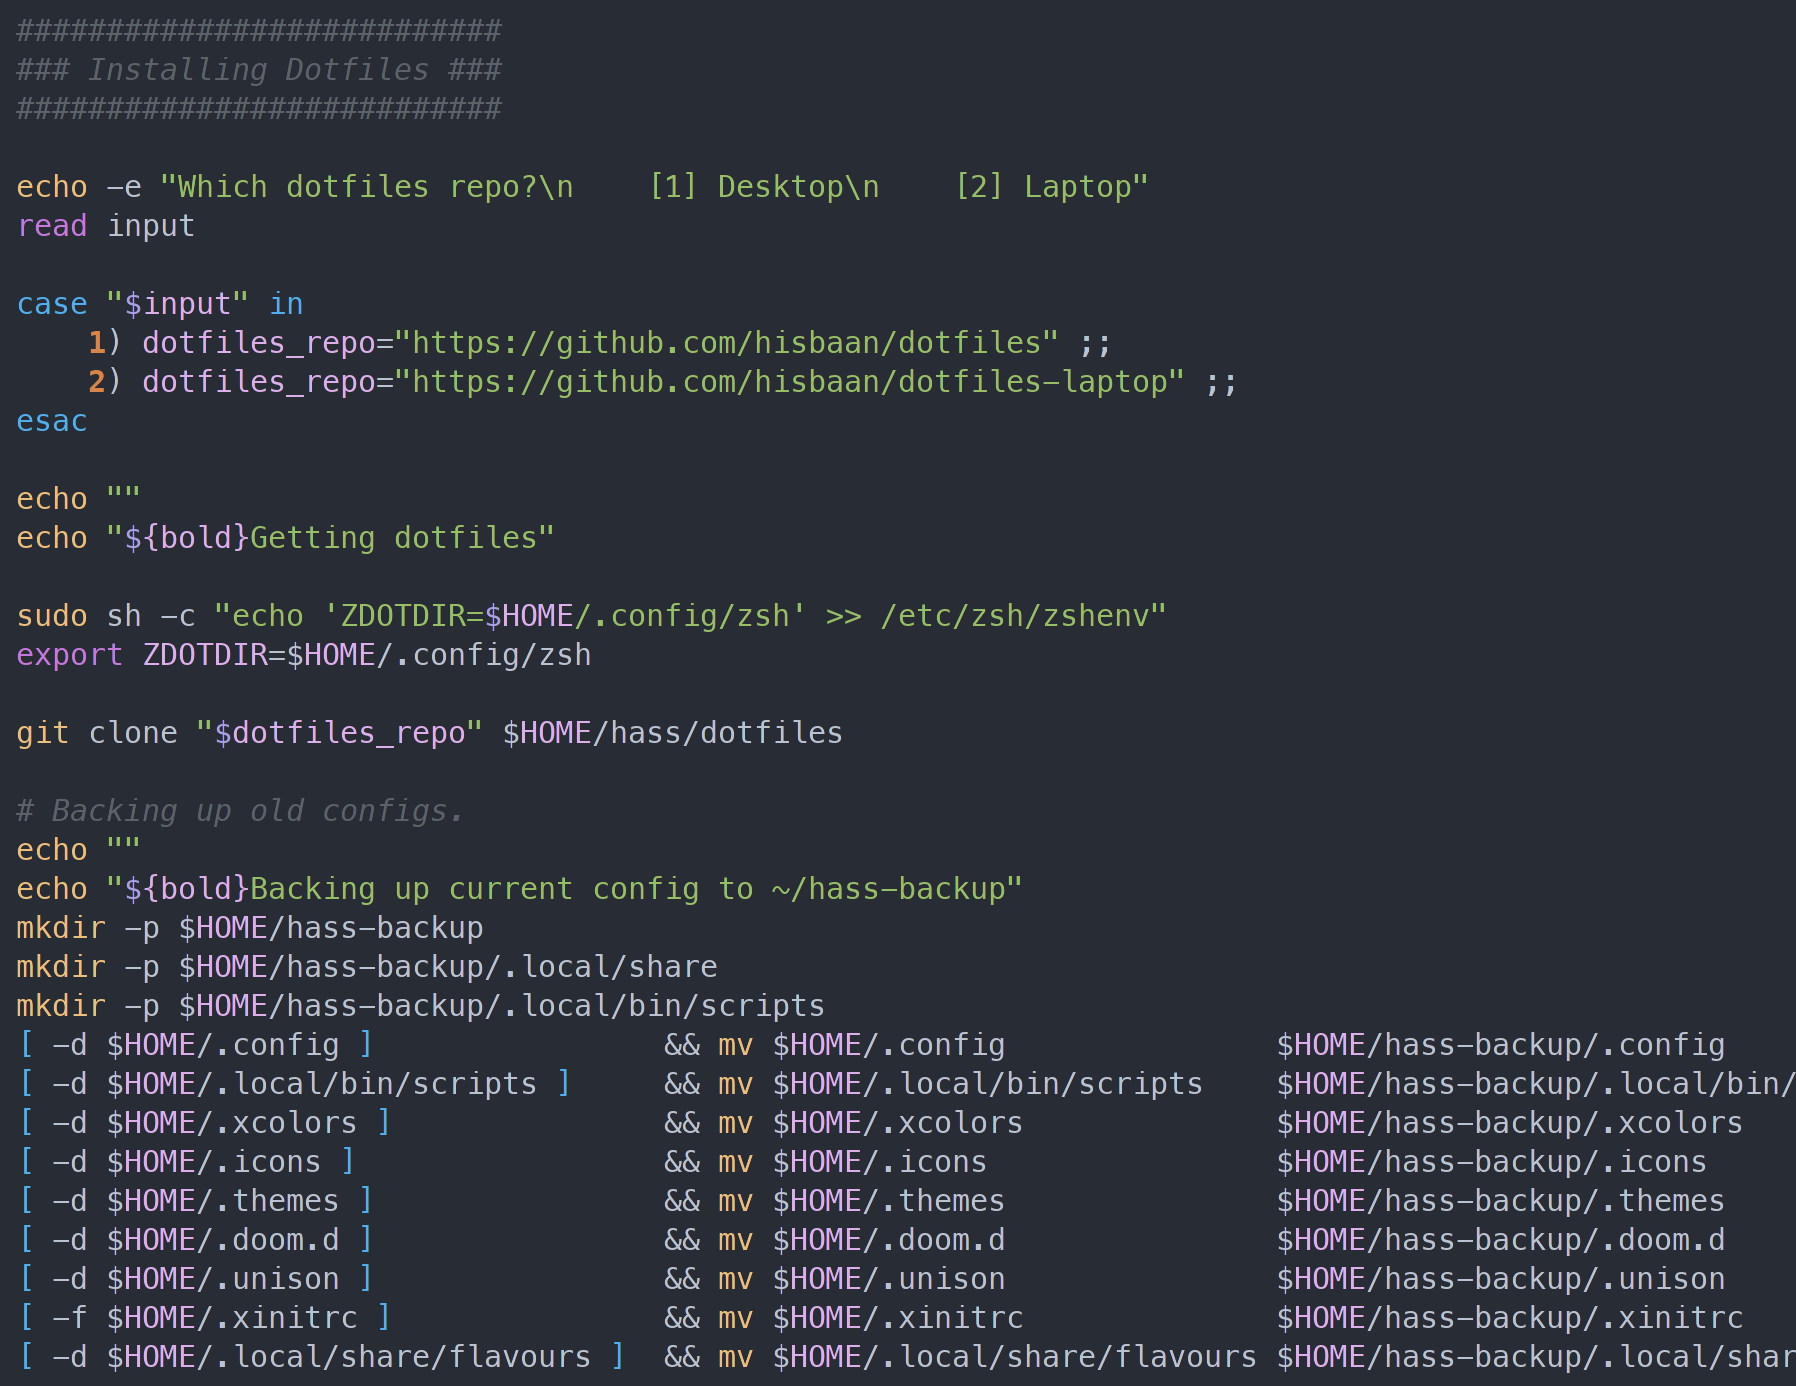 ###########################
### Installing Dotfiles ###
###########################
echo -e "Which dotfiles repo?\n    [1] Desktop\n    [2] Laptop"
read input
case "$input" in
    1) dotfiles_repo="https://github.com/hisbaan/dotfiles" ;;
    2) dotfiles_repo="https://github.com/hisbaan/dotfiles-laptop" ;;
esac
echo ""
echo "${bold}Getting dotfiles"
sudo sh -c "echo 'ZDOTDIR=$HOME/.config/zsh' >> /etc/zsh/zshenv"
export ZDOTDIR=$HOME/.config/zsh
git clone "$dotfiles_repo" $HOME/hass/dotfiles
# Backing up old configs.
echo ""
echo "${bold}Backing up current config to ~/hass-backup"
mkdir -p $HOME/hass-backup
mkdir -p $HOME/hass-backup/.local/share
mkdir -p $HOME/hass-backup/.local/bin/scripts
[ -d $HOME/.config ]                && mv $HOME/.config               $HOME/hass-backup/.config
[ -d $HOME/.local/bin/scripts ]     && mv $HOME/.local/bin/scripts    $HOME/hass-backup/.local/bin/
[ -d $HOME/.xcolors ]               && mv $HOME/.xcolors              $HOME/hass-backup/.xcolors
[ -d $HOME/.icons ]                 && mv $HOME/.icons                $HOME/hass-backup/.icons
[ -d $HOME/.themes ]                && mv $HOME/.themes               $HOME/hass-backup/.themes
[ -d $HOME/.doom.d ]                && mv $HOME/.doom.d               $HOME/hass-backup/.doom.d
[ -d $HOME/.unison ]                && mv $HOME/.unison               $HOME/hass-backup/.unison
[ -f $HOME/.xinitrc ]               && mv $HOME/.xinitrc              $HOME/hass-backup/.xinitrc
[ -d $HOME/.local/share/flavours ]  && mv $HOME/.local/share/flavours $HOME/hass-backup/.local/shar